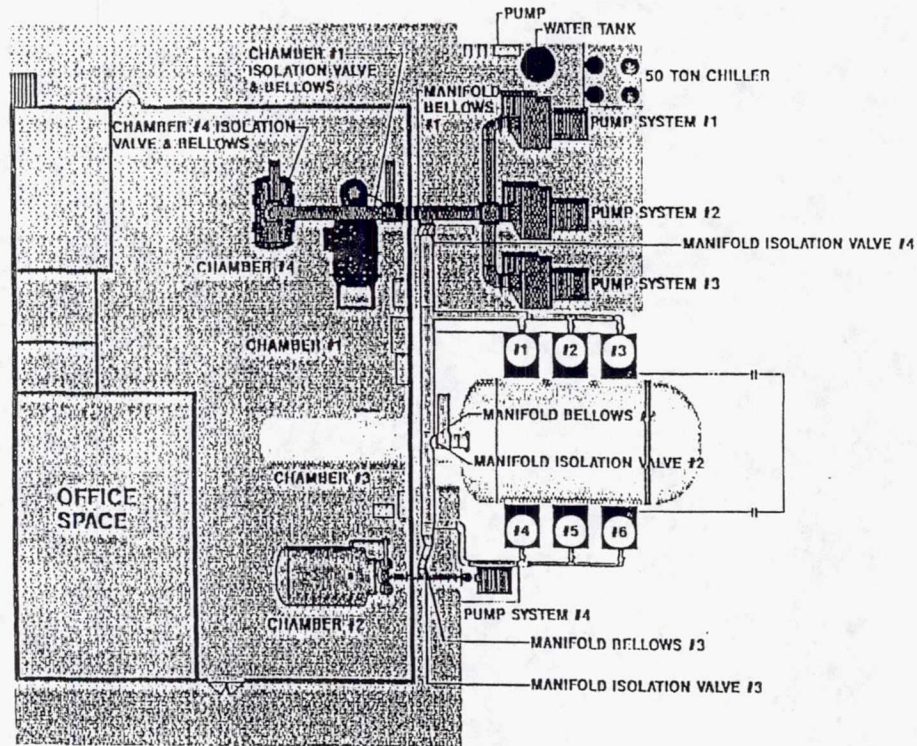 PUMP
WATER TANK
CHAMBER #1
ISOLATION VALVE
& BELLOWS
50 TON CHILLER
MANIFOLD
BELLOWS
#1
PUMP SYSTEM #1
CHAMBER #4 ISOLATION
VALVE & BELLOWS
PUMP SYSTEM #2
MANIFOLD ISOLATION VALVE #4
CHAMBER #4
PUMP SYSTEM #3
CHAMBER #1
#1
#2
#3
MANIFOLD BELLOWS
MANIFOLD ISOLATION VALVE #2
CHAMBER #3
OFFICE
SPACE
#4
#5
#6
CHAMBER #2
PUMP SYSTEM #4
MANIFOLD BELLOWS #3
MANIFOLD ISOLATION VALVE #3